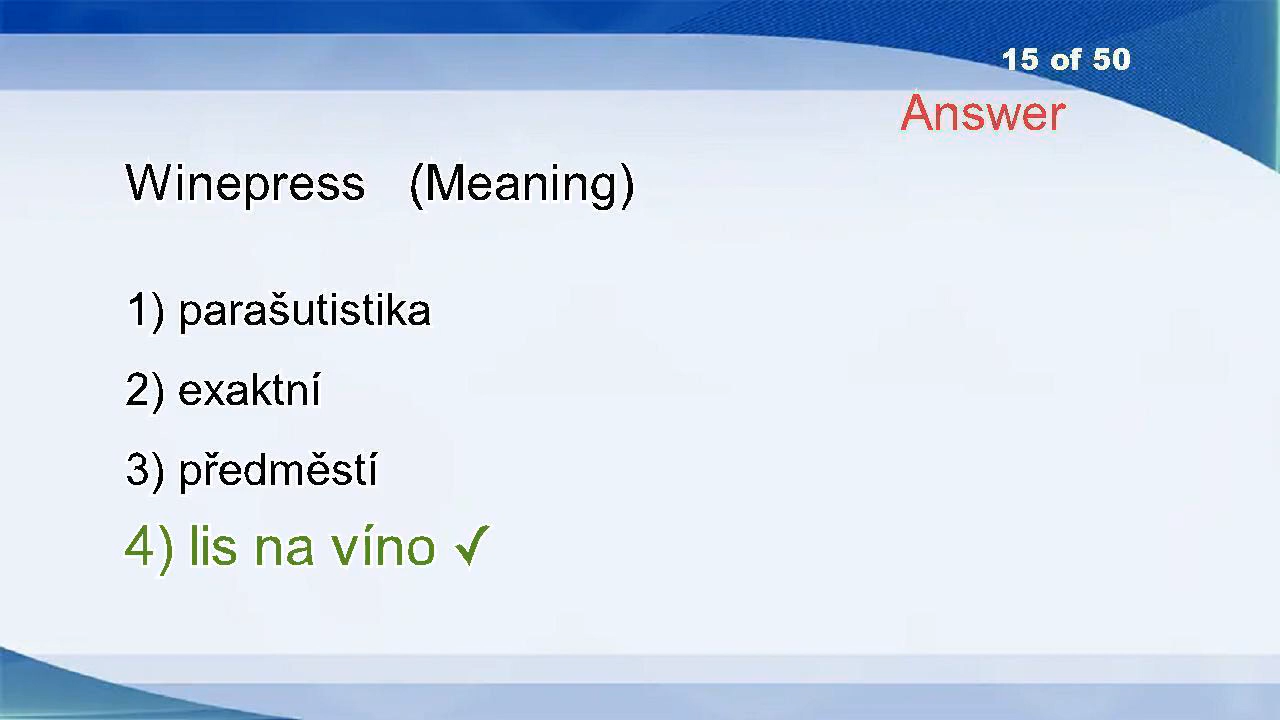 15 of 50
Answer
Winepress (Meaning)
1) parašutistika
2) exaktní
3) předměstí
4) lis na víno ✓